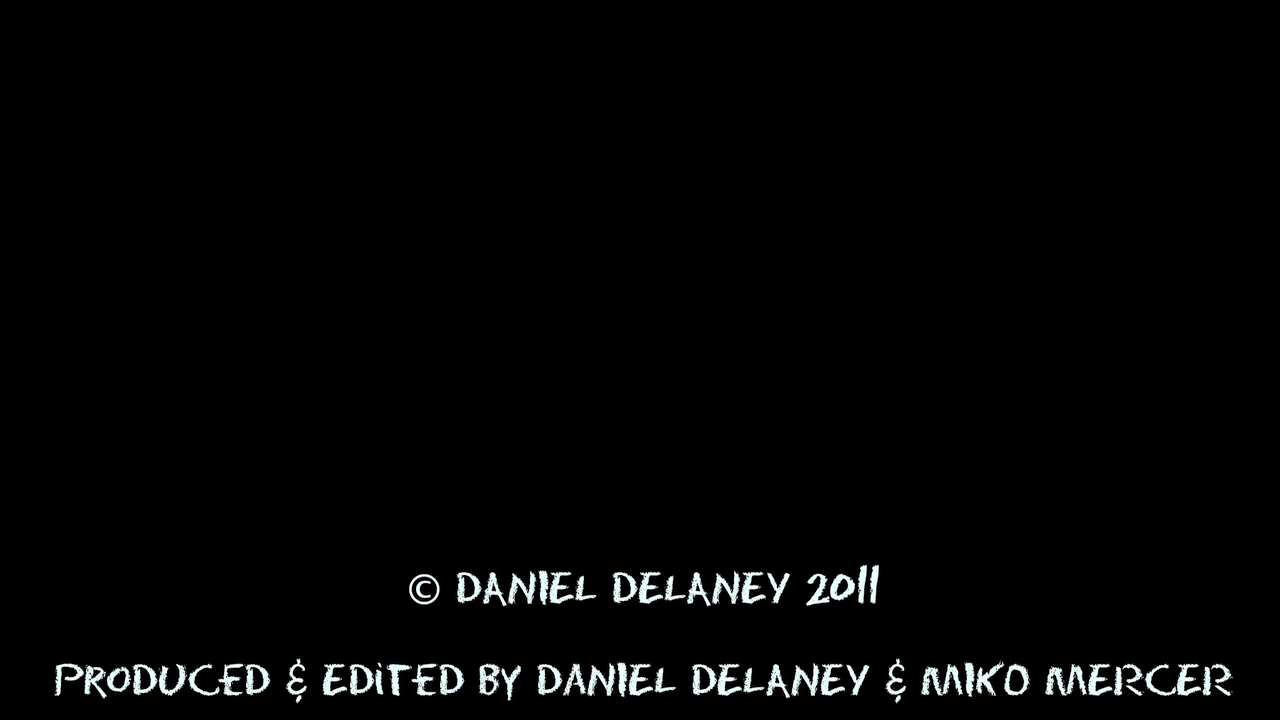 © DANIEL DELANEY 2011
PRODUCED & EDITED BY DANIEL DELANEY & MIKO MERCER